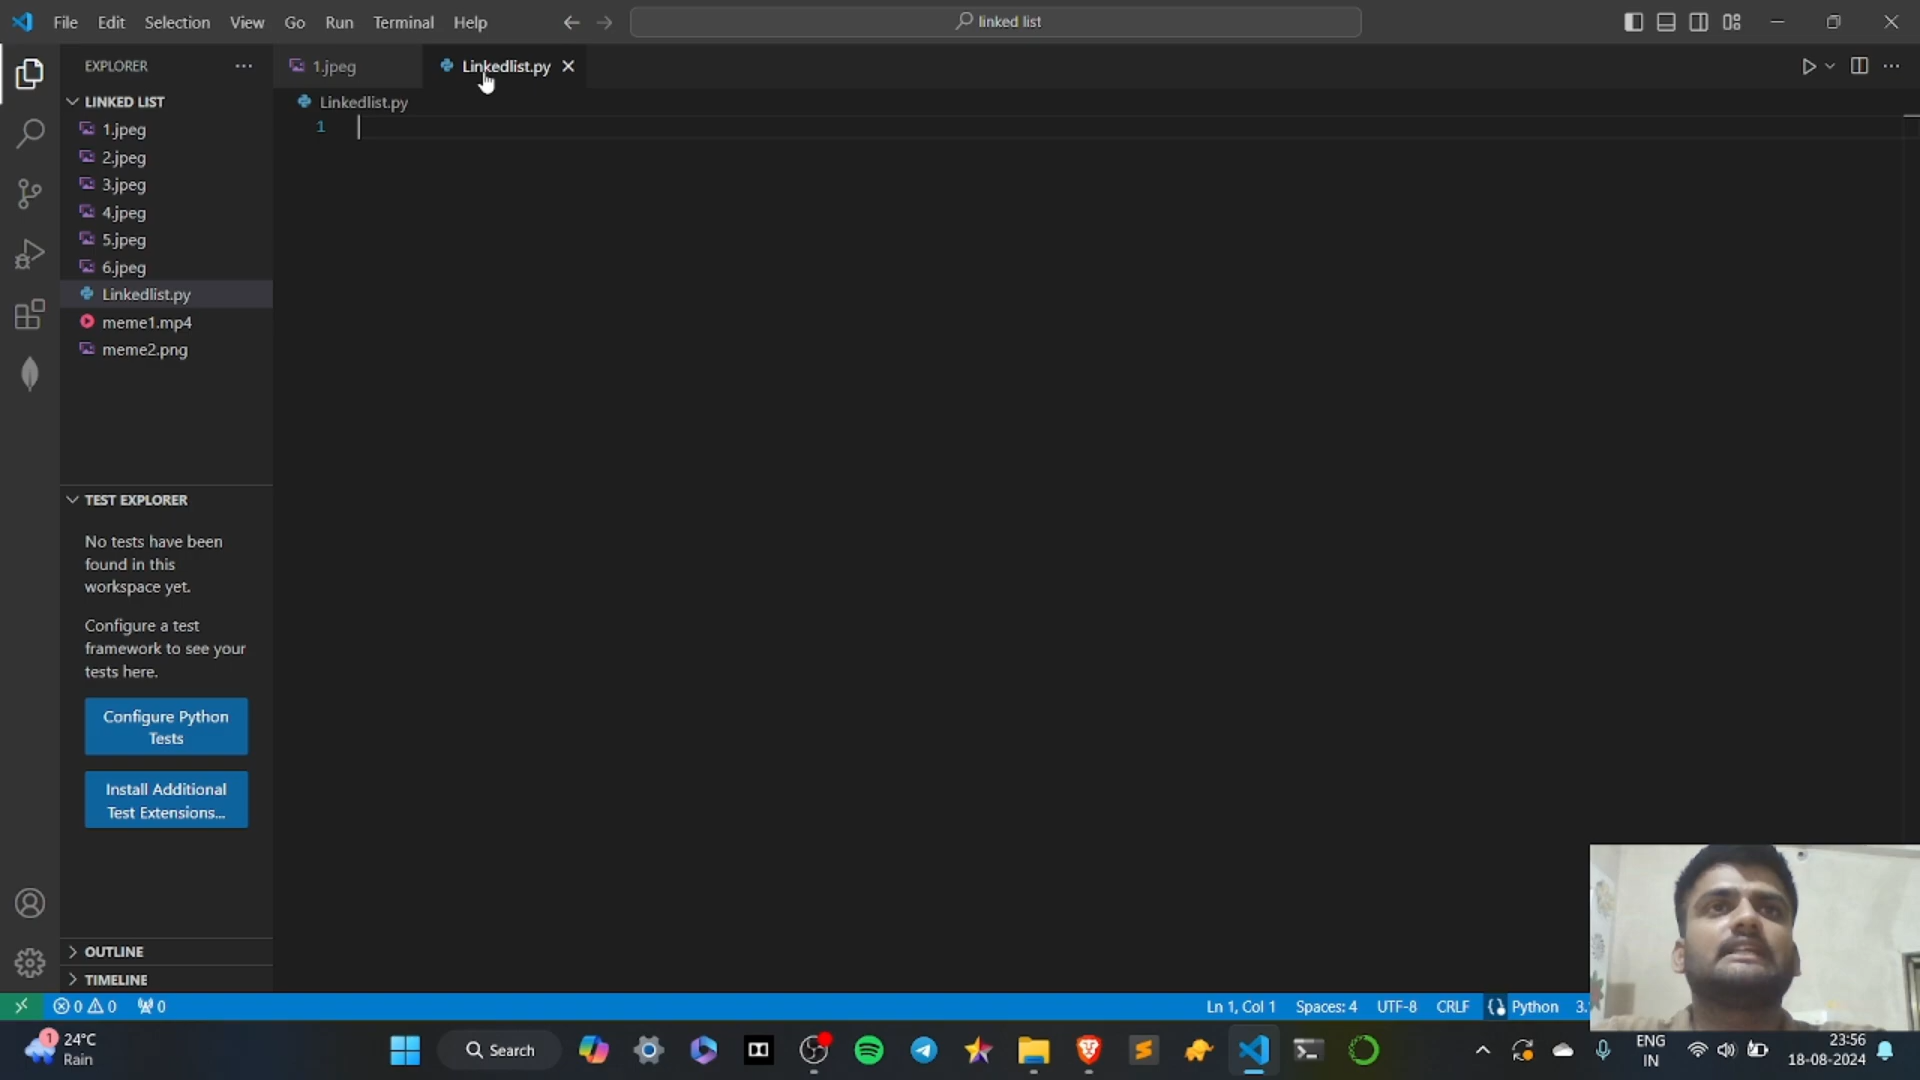 File Edit Selection View Go Run Terminal Help
linked list
EXPLORER
1.jpeg
Linkedlist.py
LINKED LIST
Linkedlist.py
1
1.jpeg
2.jpeg
3.jpeg
4.jpeg
5.jpeg
6.jpeg
Linkedlist.py
meme1.mp4
meme2.png
TEST EXPLORER
No tests have been
found in this
workspace yet.
Configure a test
framework to see your
tests here.
Configure Python
Tests
Install Additional
Test Extensions...
OUTLINE
TIMELINE
0 0 0
Ln 1, Col 1 Spaces: 4 UTF-8 CRLF Python 3.
1
24°C
Rain
Search
ENG
IN
23:56
18-08-2024